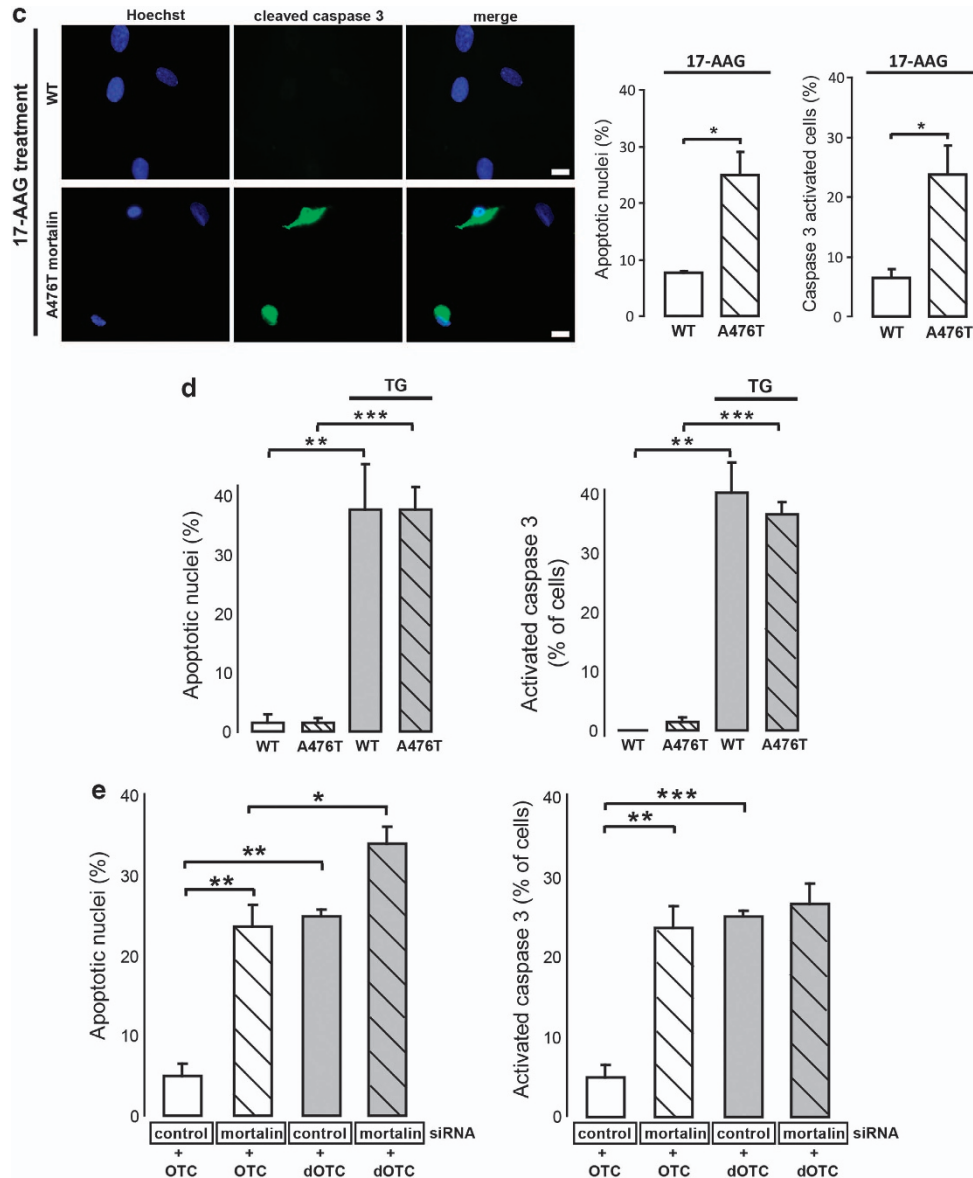 c
Hoechst cleaved caspase 3 merge
17-AAG treatment
WT
A476T mortalin
17-AAG
Apoptotic nuclei (%)
40
30
20
10
0
*
WT A476T
17-AAG
Caspase 3 activated cells (%)
40
30
20
10
0
*
WT A476T
d
TG
***
**
Apoptotic nuclei (%)
40
30
20
10
0
WT A476T WT A476T
TG
***
**
Activated caspase 3
(% of cells)
40
30
20
10
0
WT A476T WT A476T
e
Apoptotic nuclei (%)
40
30
20
10
0
*
**
**
control mortalin control mortalin siRNA
+ + + +
OTC OTC dOTC dOTC
Activated caspase 3 (% of cells)
40
30
20
10
0
***
**
control mortalin control mortalin siRNA
+ + + +
OTC OTC dOTC dOTC